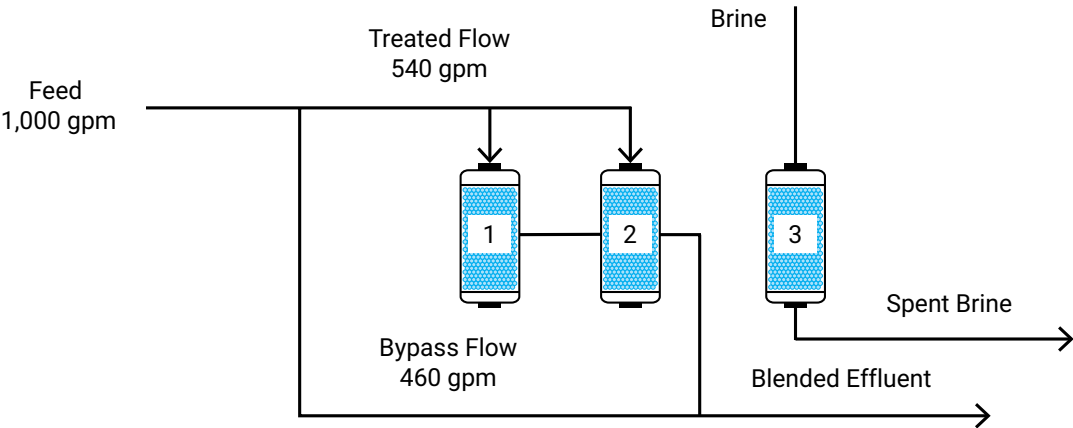 Brine
Treated Flow
540 gpm
Feed
1,000 gpm
1
2
3
Spent Brine
Bypass Flow
460 gpm
Blended Effluent